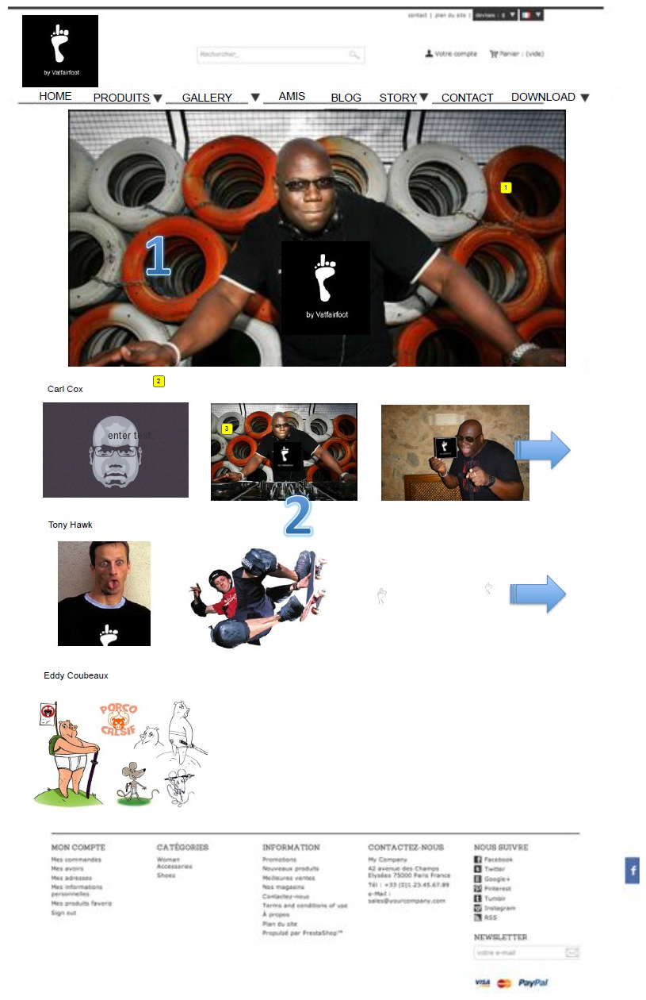 contact | plan du site | devises : €
by Vatfairfoot
Rechercher_
Votre compte
Panier : (vide)
HOME PRODUITS GALLERY AMIS BLOG STORY CONTACT DOWNLOAD
1
1
by Vatfairfoot
2
Carl Cox
enter text...
3
2
Tony Hawk
Eddy Coubeaux
PORCO
CALSIF
MON COMPTE
Mes commandes
Mes avoirs
Mes adresses
Mes informations
personnelles
Mes produits favoris
Sign out
CATÉGORIES
Woman
Accessories
Shoes
INFORMATION
Promotions
Nouveaux produits
Meilleures ventes
Nos magasins
Contactez-nous
Terms and conditions of use
À propos
Plan du site
Propulsé par PrestaShop™
CONTACTEZ-NOUS
My Company
42 avenue des Champs
Elysées 75000 Paris France
Tél : +33 (0)1.23.45.67.89
e-Mail :
sales@yourcompany.com
NOUS SUIVRE
Facebook
Twitter
Google+
Pinterest
Tumblr
Instagram
RSS
NEWSLETTER
votre e-mail
VISA MasterCard PayPal
f